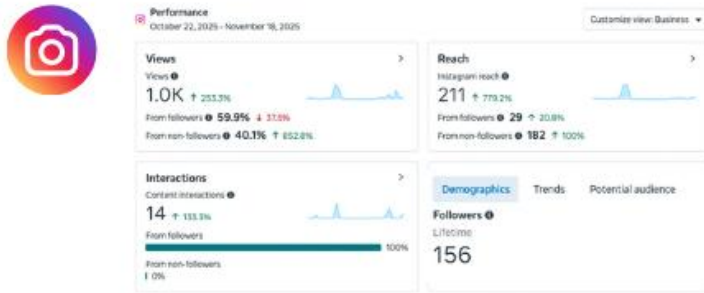 Performance
October 22, 2025 - November 18, 2025
Customize view: Business
Views
Views
1.0K ↑ 253.3%
From followers 59.9% ↓ 37.5%
From non-followers 40.1% ↑ 852.8%
Reach
Instagram reach
211 ↑ 779.2%
From followers 29 ↑ 20.8%
From non-followers 182 ↑ 100%
Interactions
Content interactions
14 ↑ 133.3%
From followers
100%
From non-followers
0%
Demographics Trends Potential audience
Followers
Lifetime
156